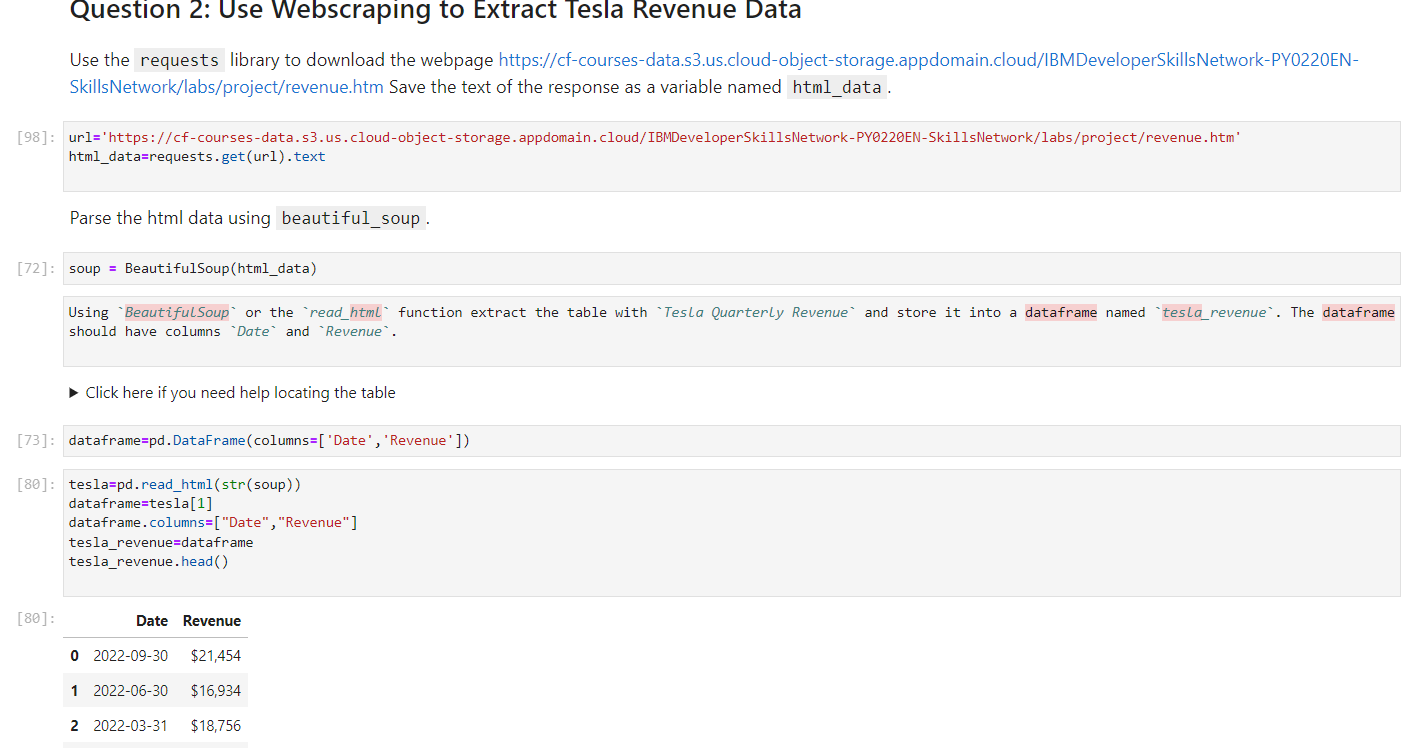 Question 2: Use Webscraping to Extract Tesla Revenue Data
Use the requests library to download the webpage https://cf-courses-data.s3.us.cloud-object-storage.appdomain.cloud/IBMDeveloperSkillsNetwork-PY0220EN-
SkillsNetwork/labs/project/revenue.htm Save the text of the response as a variable named html_data.
[98]: url='https://cf-courses-data.s3.us.cloud-object-storage.appdomain.cloud/IBMDeveloperSkillsNetwork-PY0220EN-SkillsNetwork/labs/project/revenue.htm'
html_data=requests.get(url).text
Parse the html data using beautiful_soup.
[72]: soup = BeautifulSoup(html_data)
Using `BeautifulSoup` or the `read_html` function extract the table with `Tesla Quarterly Revenue` and store it into a dataframe named `tesla_revenue`. The dataframe
should have columns `Date` and `Revenue`.
▶ Click here if you need help locating the table
[73]: dataframe=pd.DataFrame(columns=['Date','Revenue'])
[80]: tesla=pd.read_html(str(soup))
dataframe=tesla[1]
dataframe.columns=["Date","Revenue"]
tesla_revenue=dataframe
tesla_revenue.head()
[80]: Date Revenue
0 2022-09-30 $21,454
1 2022-06-30 $16,934
2 2022-03-31 $18,756